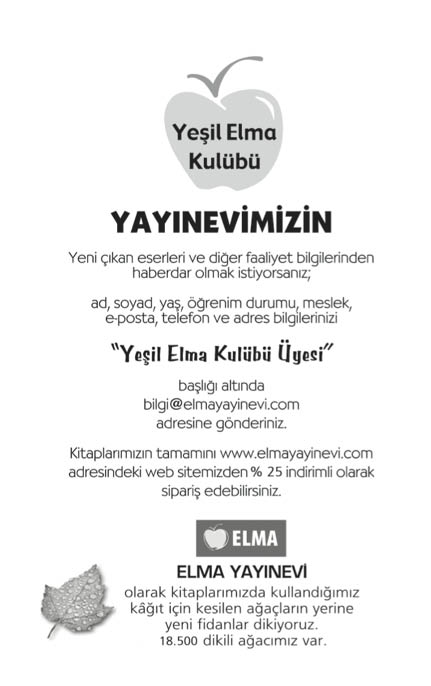 Yeşil Elma
Kulübü
YAYINEVİMİZİN
Yeni çıkan eserleri ve diğer faaliyet bilgilerinden
haberdar olmak istiyorsanız;
ad, soyad, yaş, öğrenim durumu, meslek,
e-posta, telefon ve adres bilgilerinizi
"Yeşil Elma Kulübü Üyesi"
başlığı altında
bilgi@elmayayinevi.com
adresine gönderiniz.
Kitaplarımızın tamamını www.elmayayinevi.com
adresindeki web sitemizden % 25 indirimli olarak
sipariş edebilirsiniz.
ELMA
ELMA YAYINEVİ
olarak kitaplarımızda kullandığımız
kâğıt için kesilen ağaçların yerine
yeni fidanlar dikiyoruz.
18.500 dikili ağacımız var.